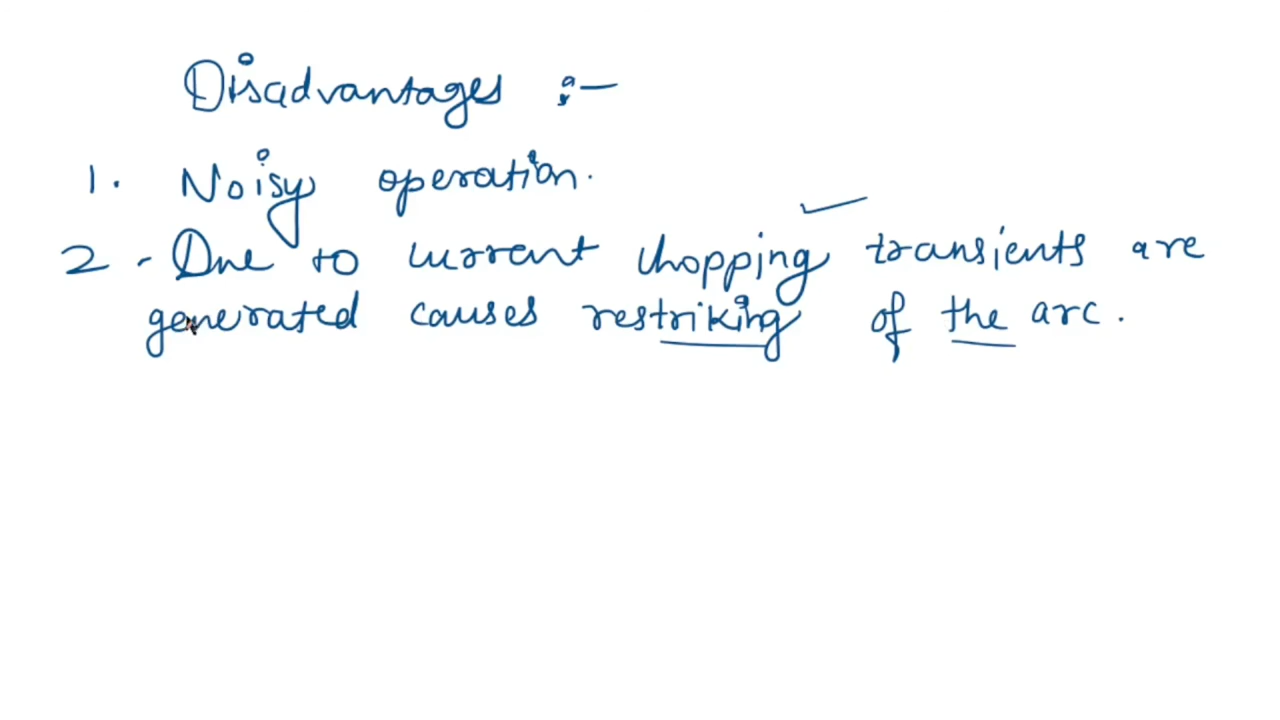 Disadvantages :-
1. Noisy operation.
2. Due to current chopping transients are
generated causes restriking of the arc.